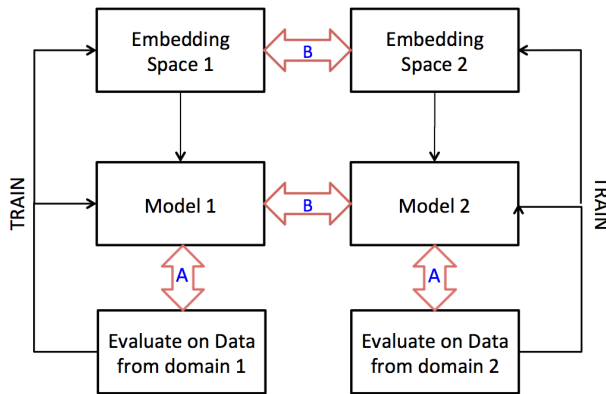 Embedding
Space 1
B
Embedding
Space 2
TRAIN
Model 1
B
Model 2
TRAIN
A
A
Evaluate on Data
from domain 1
Evaluate on Data
from domain 2